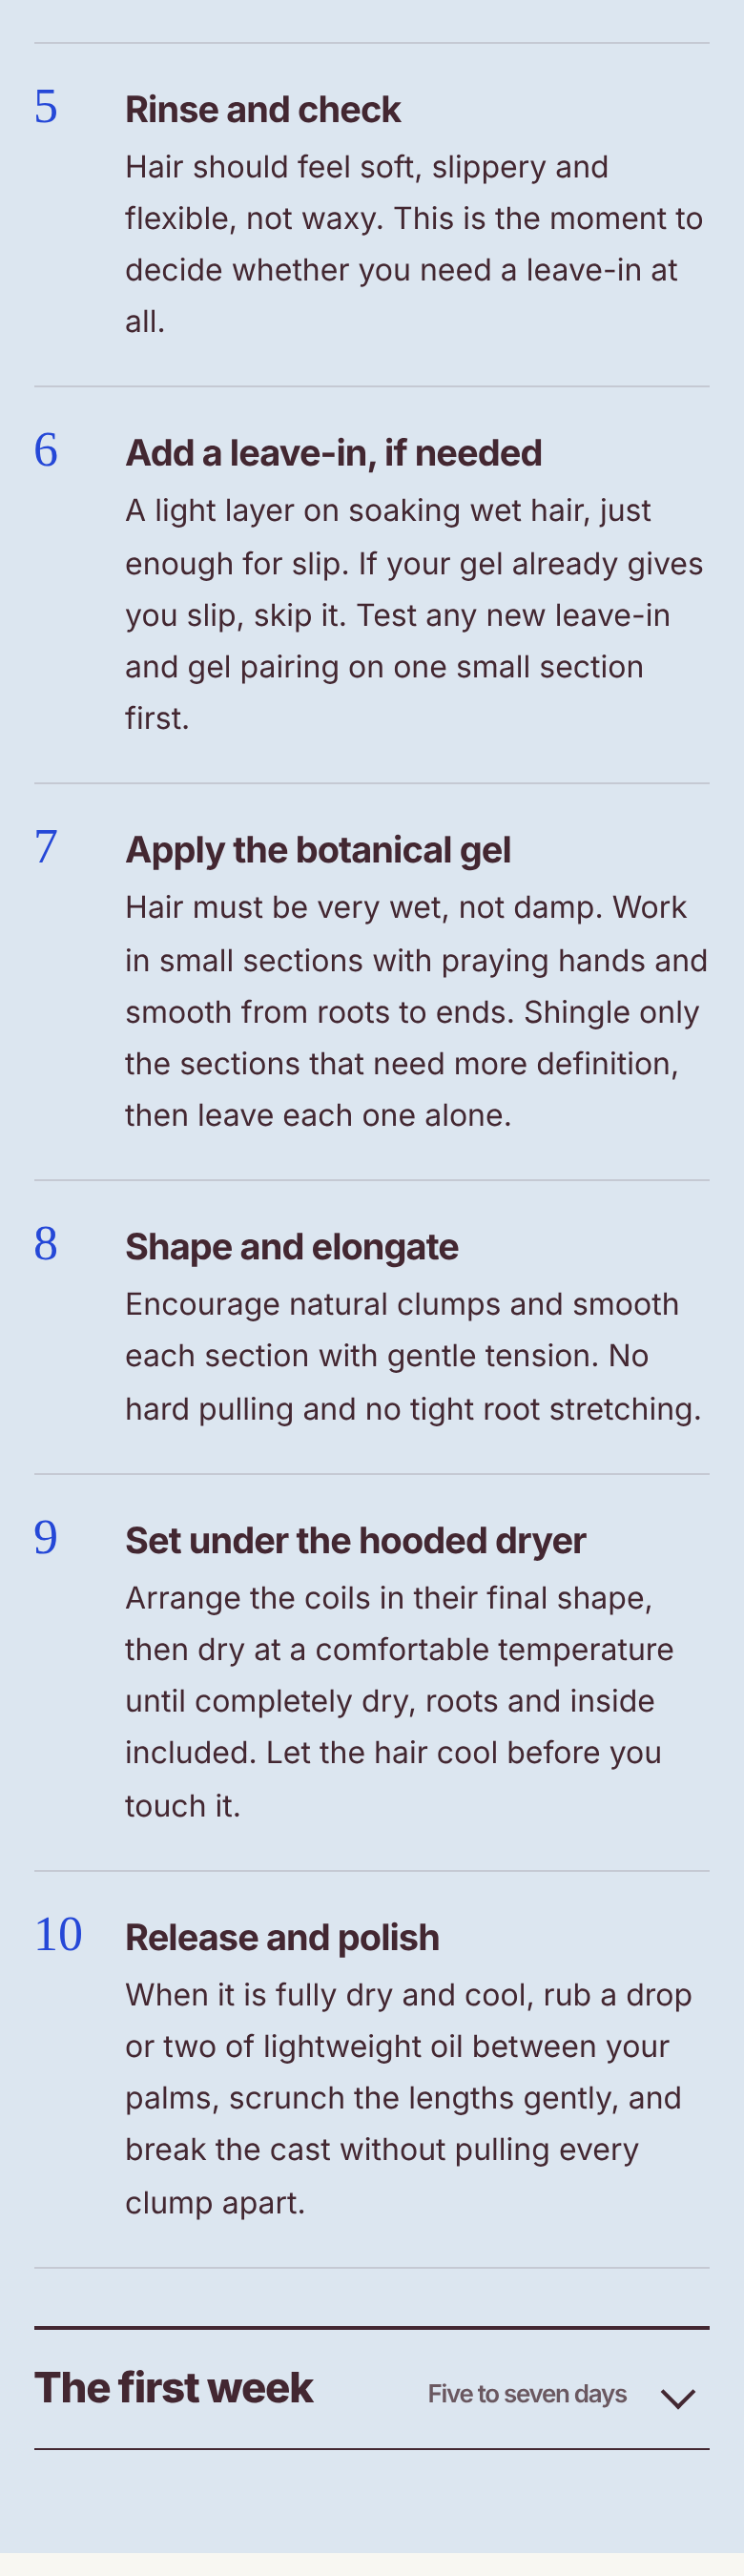 5 Rinse and check
Hair should feel soft, slippery and
flexible, not waxy. This is the moment to
decide whether you need a leave-in at
all.
6 Add a leave-in, if needed
A light layer on soaking wet hair, just
enough for slip. If your gel already gives
you slip, skip it. Test any new leave-in
and gel pairing on one small section
first.
7 Apply the botanical gel
Hair must be very wet, not damp. Work
in small sections with praying hands and
smooth from roots to ends. Shingle only
the sections that need more definition,
then leave each one alone.
8 Shape and elongate
Encourage natural clumps and smooth
each section with gentle tension. No
hard pulling and no tight root stretching.
9 Set under the hooded dryer
Arrange the coils in their final shape,
then dry at a comfortable temperature
until completely dry, roots and inside
included. Let the hair cool before you
touch it.
10 Release and polish
When it is fully dry and cool, rub a drop
or two of lightweight oil between your
palms, scrunch the lengths gently, and
break the cast without pulling every
clump apart.
The first week Five to seven days